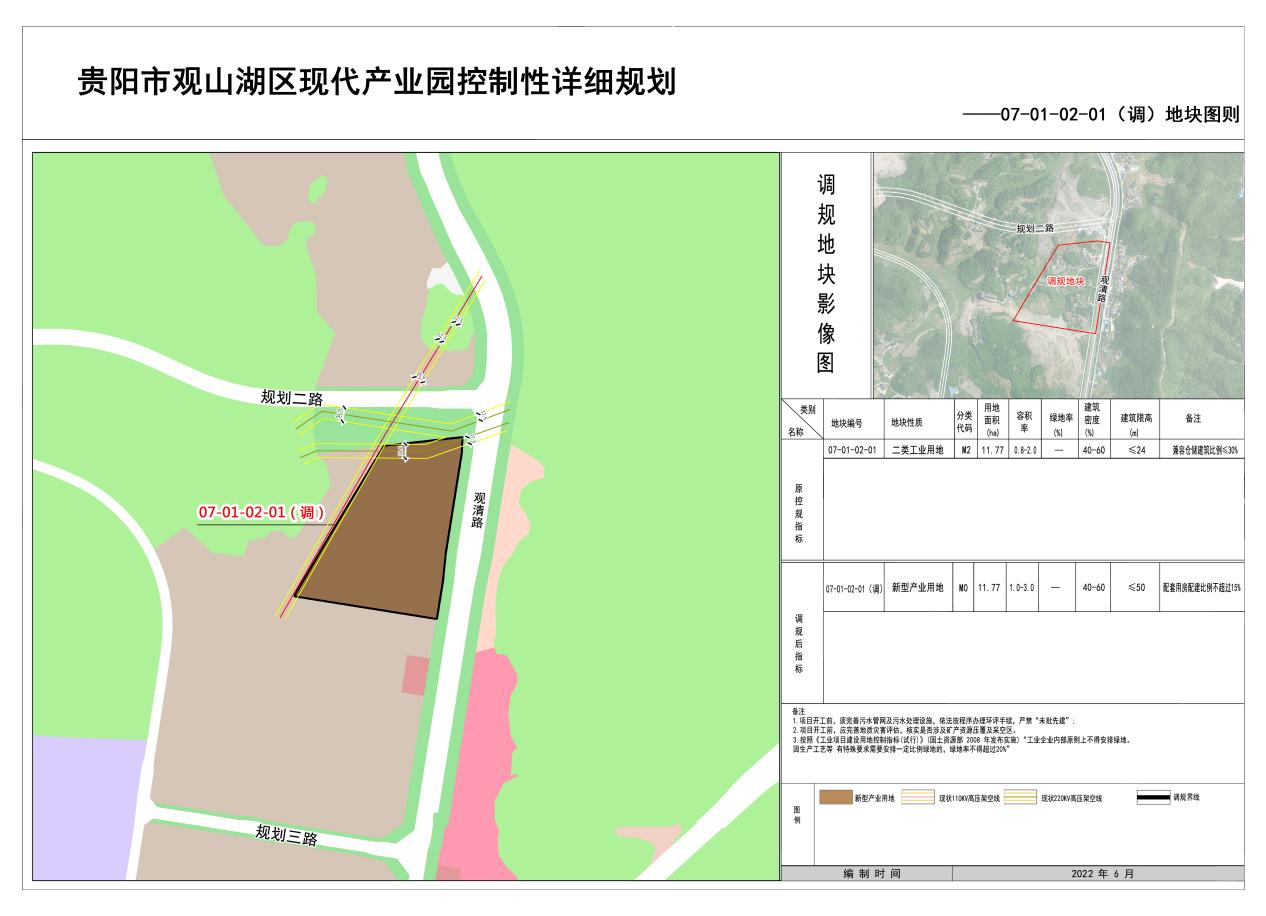 贵阳市观山湖区现代产业园控制性详细规划
——07-01-02-01（调）地块图则
调规地块影像图
规划二路
调规地块
观清路
规划二路
07-01-02-01（调）
观清路
规划三路
类别
名称
地块编号 地块性质 分类代码 用地面积(ha) 容积率 绿地率(%) 建筑密度(%) 建筑限高(m) 备注
07-01-02-01 二类工业用地 M2 11.77 0.8-2.0 — 40-60 ≤24 兼容仓储建筑比例≤30%
原控规指标
07-01-02-01（调） 新型产业用地 M0 11.77 1.0-3.0 — 40-60 ≤50 配套用房配建比例不超过15%
调规后指标
备注
1.项目开工前，须完善污水管网及污水处理设施，依法按程序办理环评手续，严禁“未批先建”；
2.项目开工前，应完善地质灾害评估，核实是否涉及矿产资源压覆及采空区。
3.按照《工业项目建设用地控制指标(试行)》(国土资源部 2008 年发布实施)“工业企业内部原则上不得安排绿地。
因生产工艺等 有特殊要求需要安排一定比例绿地的，绿地率不得超过20%”
图例
新型产业用地 现状110KV高压架空线 现状220KV高压架空线 调规界线
编制时间 2022 年 6 月